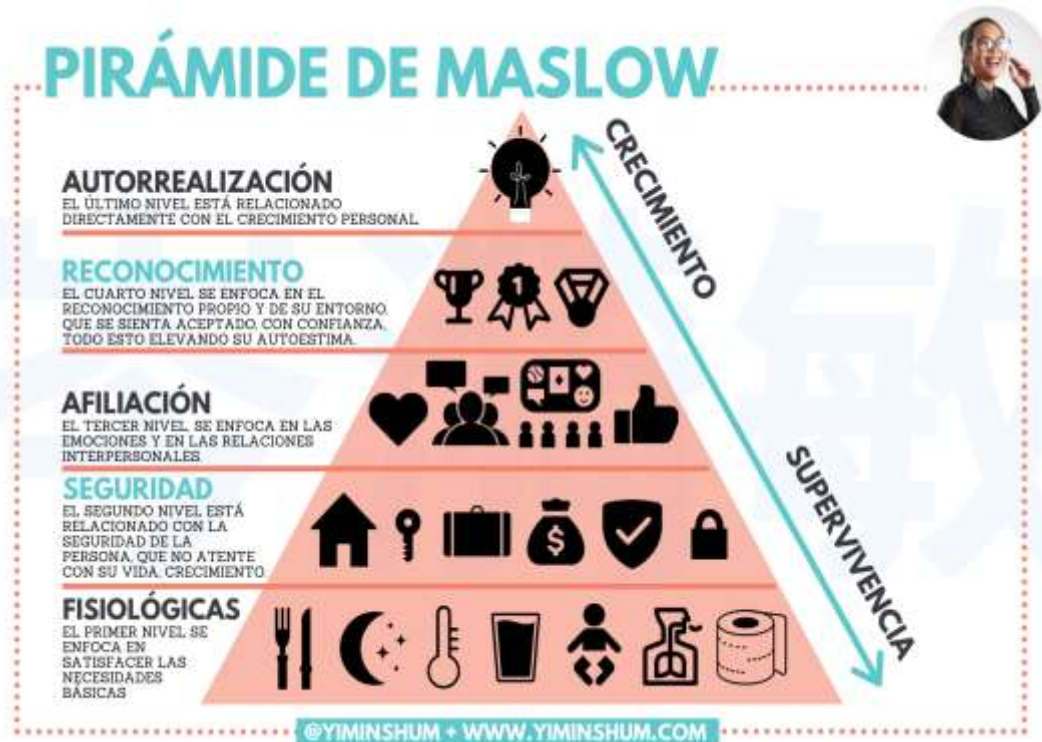 PIRÁMIDE DE MASLOW
AUTORREALIZACIÓN
EL ÚLTIMO NIVEL ESTÁ RELACIONADO
DIRECTAMENTE CON EL CRECIMIENTO PERSONAL.
RECONOCIMIENTO
EL CUARTO NIVEL SE ENFOCA EN EL
RECONOCIMIENTO PROPIO Y DE SU ENTORNO.
QUE SE SIENTA ACEPTADO, CON CONFIANZA,
TODO ESTO ELEVANDO SU AUTOESTIMA.
1
AFILIACIÓN
EL TERCER NIVEL, SE ENFOCA EN LAS
EMOCIONES Y EN LAS RELACIONES
INTERPERSONALES.
SEGURIDAD
EL SEGUNDO NIVEL ESTÁ
RELACIONADO CON LA
SEGURIDAD DE LA
PERSONA, QUE NO ATENTE
CON SU VIDA, CRECIMIENTO.
$
FISIOLÓGICAS
EL PRIMER NIVEL SE
ENFOCA EN
SATISFACER LAS
NECESIDADES
BÁSICAS
CRECIMIENTO
SUPERVIVENCIA
@YIMINSHUM • WWW.YIMINSHUM.COM
敏